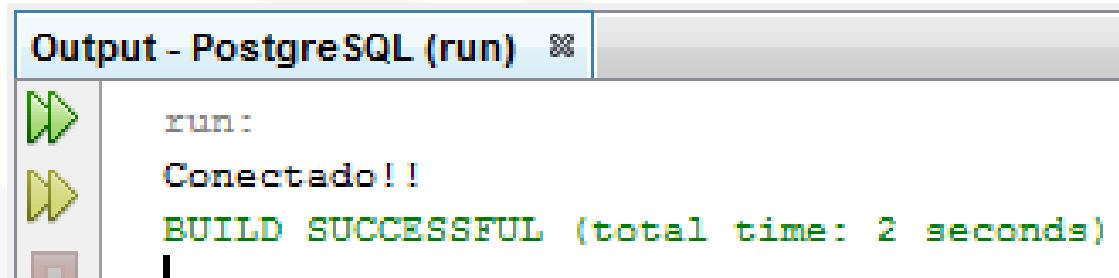 Output - PostgreSQL (run)
run:
Conectado!!
BUILD SUCCESSFUL (total time: 2 seconds)